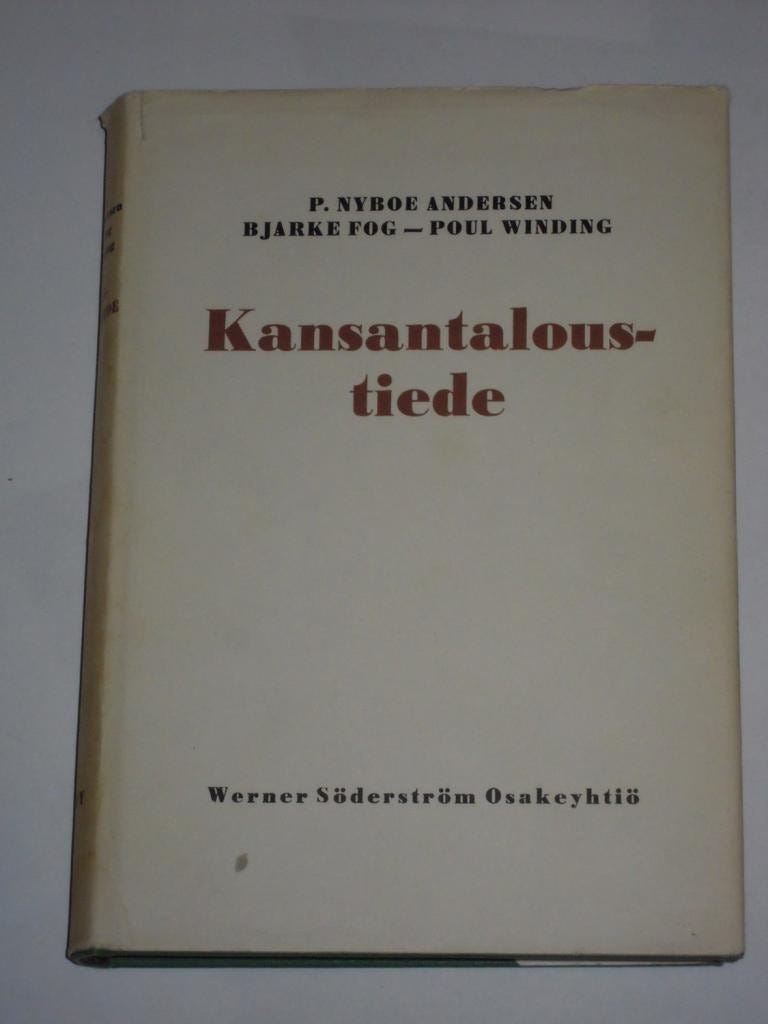 P. NYBOE ANDERSEN
BJARKE FOG — POUL WINDING
Kansantalous-
tiede
Werner Söderström Osakeyhtiö